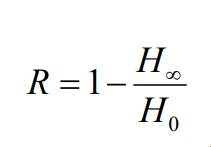 R = 1 − H∞ / H0